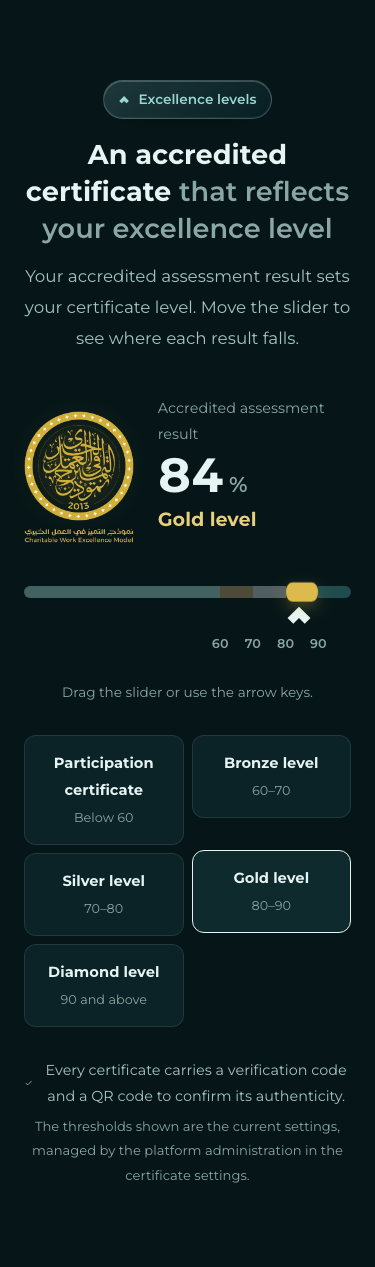 Excellence levels
An accredited
certificate that reflects
your excellence level
Your accredited assessment result sets
your certificate level. Move the slider to
see where each result falls.
Accredited assessment
result
84 %
Gold level
2013
نموذج التميز في العمل الخيري
Charitable Work Excellence Model
60 70 80 90
Drag the slider or use the arrow keys.
Participation
certificate
Below 60
Bronze level
60–70
Silver level
70–80
Gold level
80–90
Diamond level
90 and above
Every certificate carries a verification code
and a QR code to confirm its authenticity.
The thresholds shown are the current settings,
managed by the platform administration in the
certificate settings.